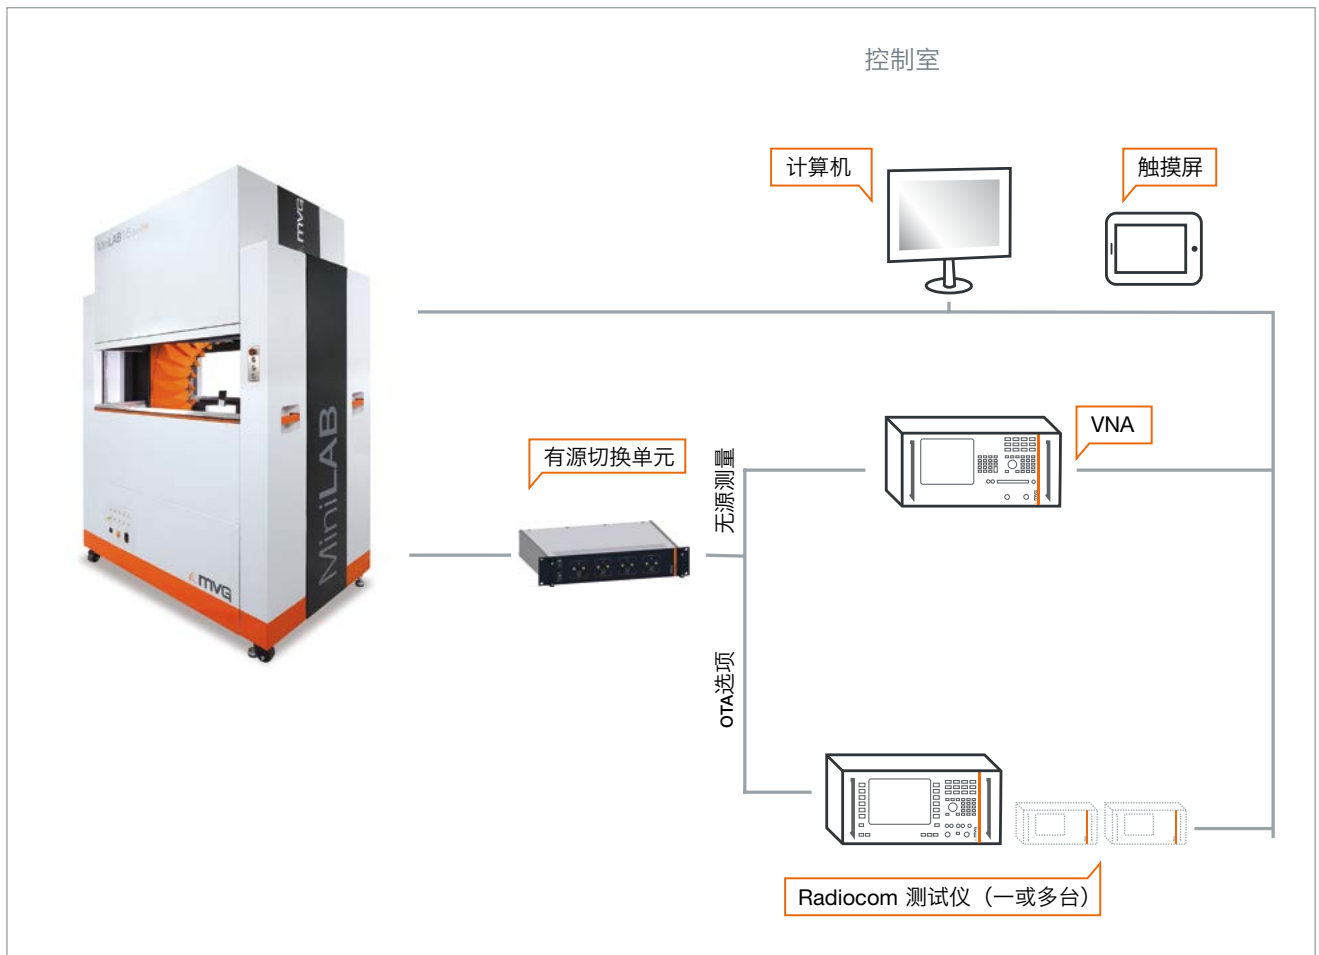 控制室
计算机
触摸屏
MiniLAB
mvg
VNA
有源切换单元
无源测量
MiniLAB
mvg
OTA选项
Radiocom 测试仪（一或多台）